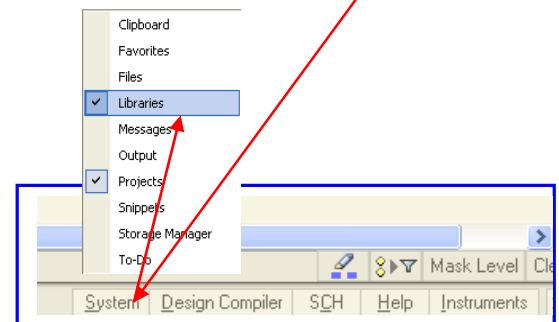 Clipboard
Favorites
Files
Libraries
Messages
Output
Projects
Snippets
Storage Manager
To-Do
Mask Level Cle
System Design Compiler SCH Help Instruments